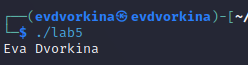 ┌──(evdvorkina㉿evdvorkina)-[~/
└─$ ./lab5
Eva Dvorkina